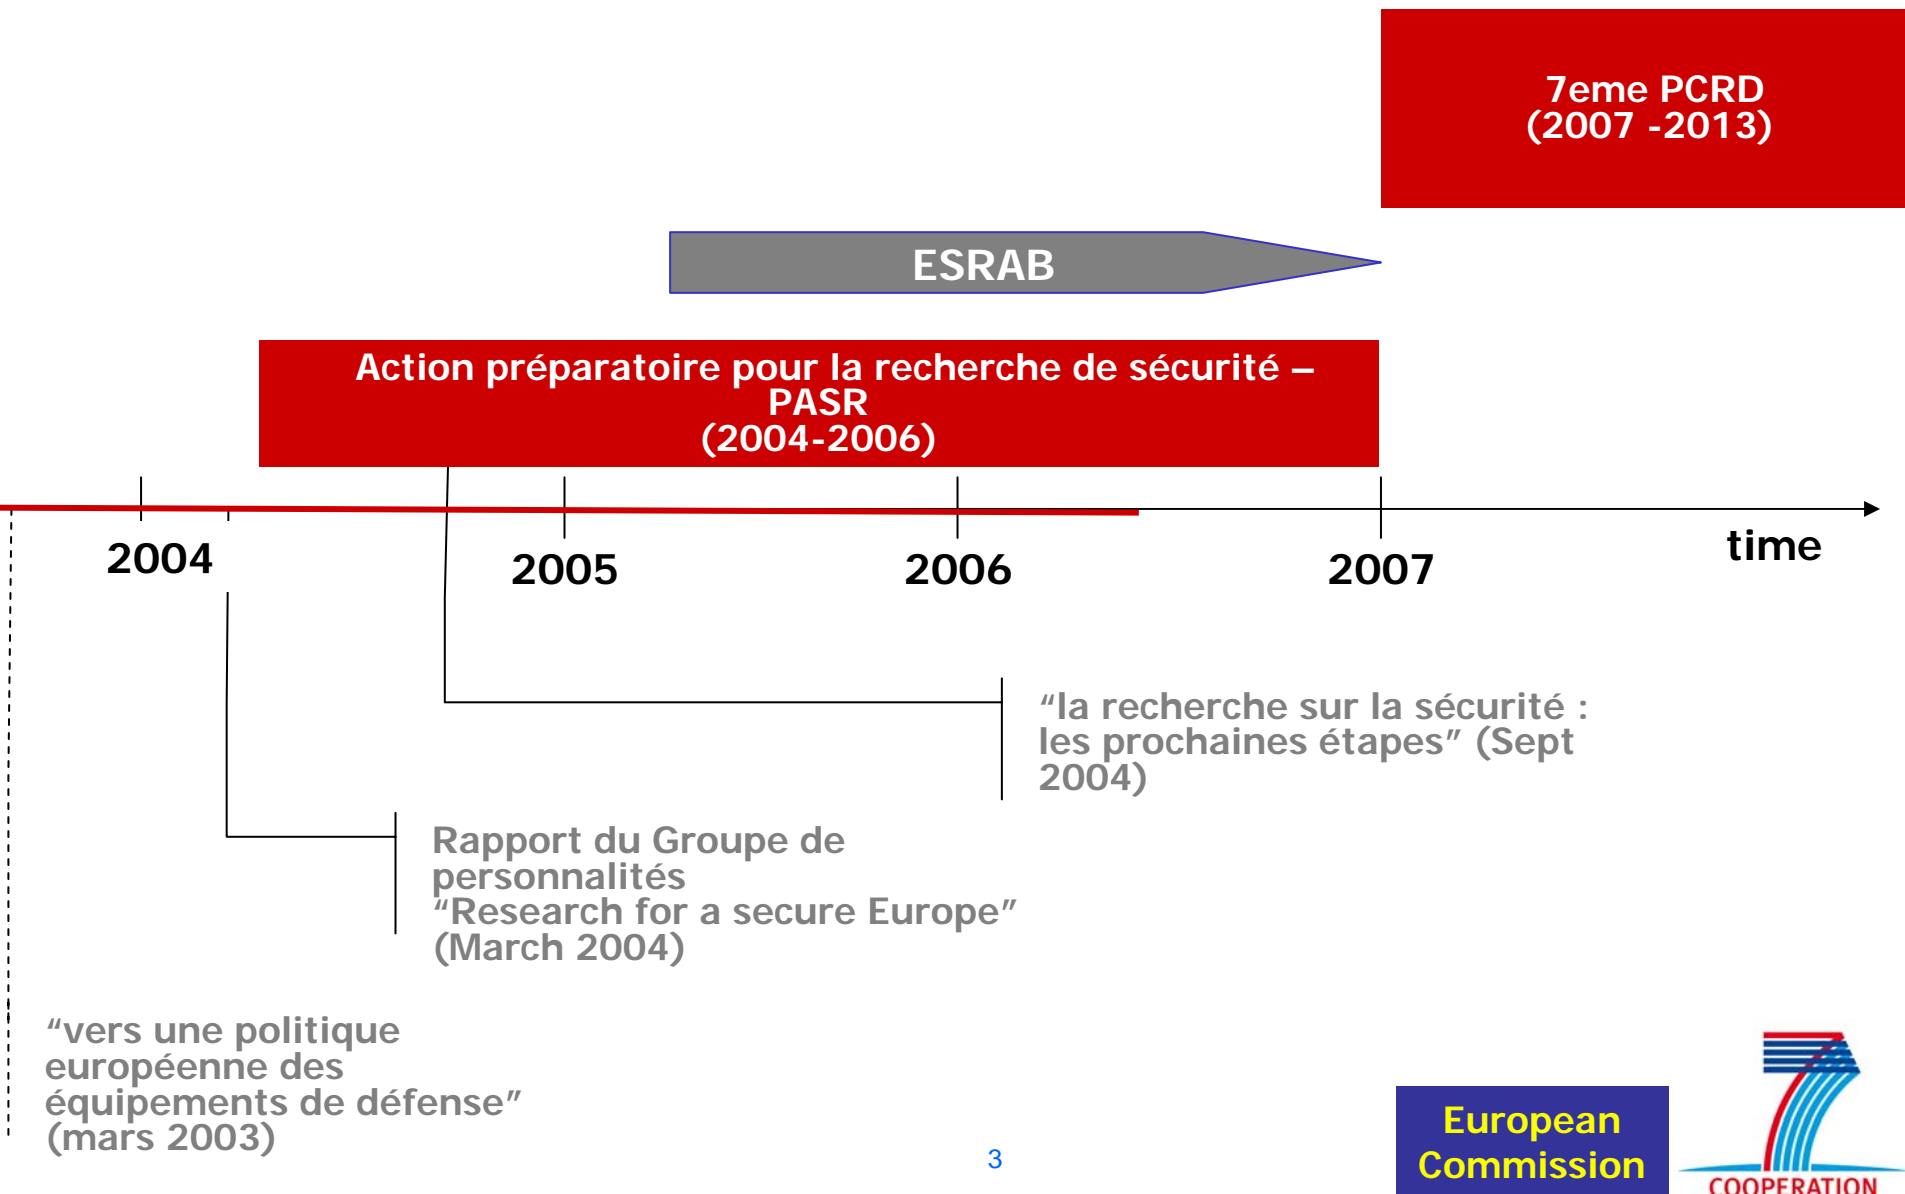 7eme PCRD
(2007 -2013)
ESRAB
Action préparatoire pour la recherche de sécurité –
PASR
(2004-2006)
2004
2005
2006
2007
time
“la recherche sur la sécurité :
les prochaines étapes” (Sept
2004)
Rapport du Groupe de
personnalités
“Research for a secure Europe”
(March 2004)
“vers une politique
européenne des
équipements de défense”
(mars 2003)
3
European
Commission
COOPERATION